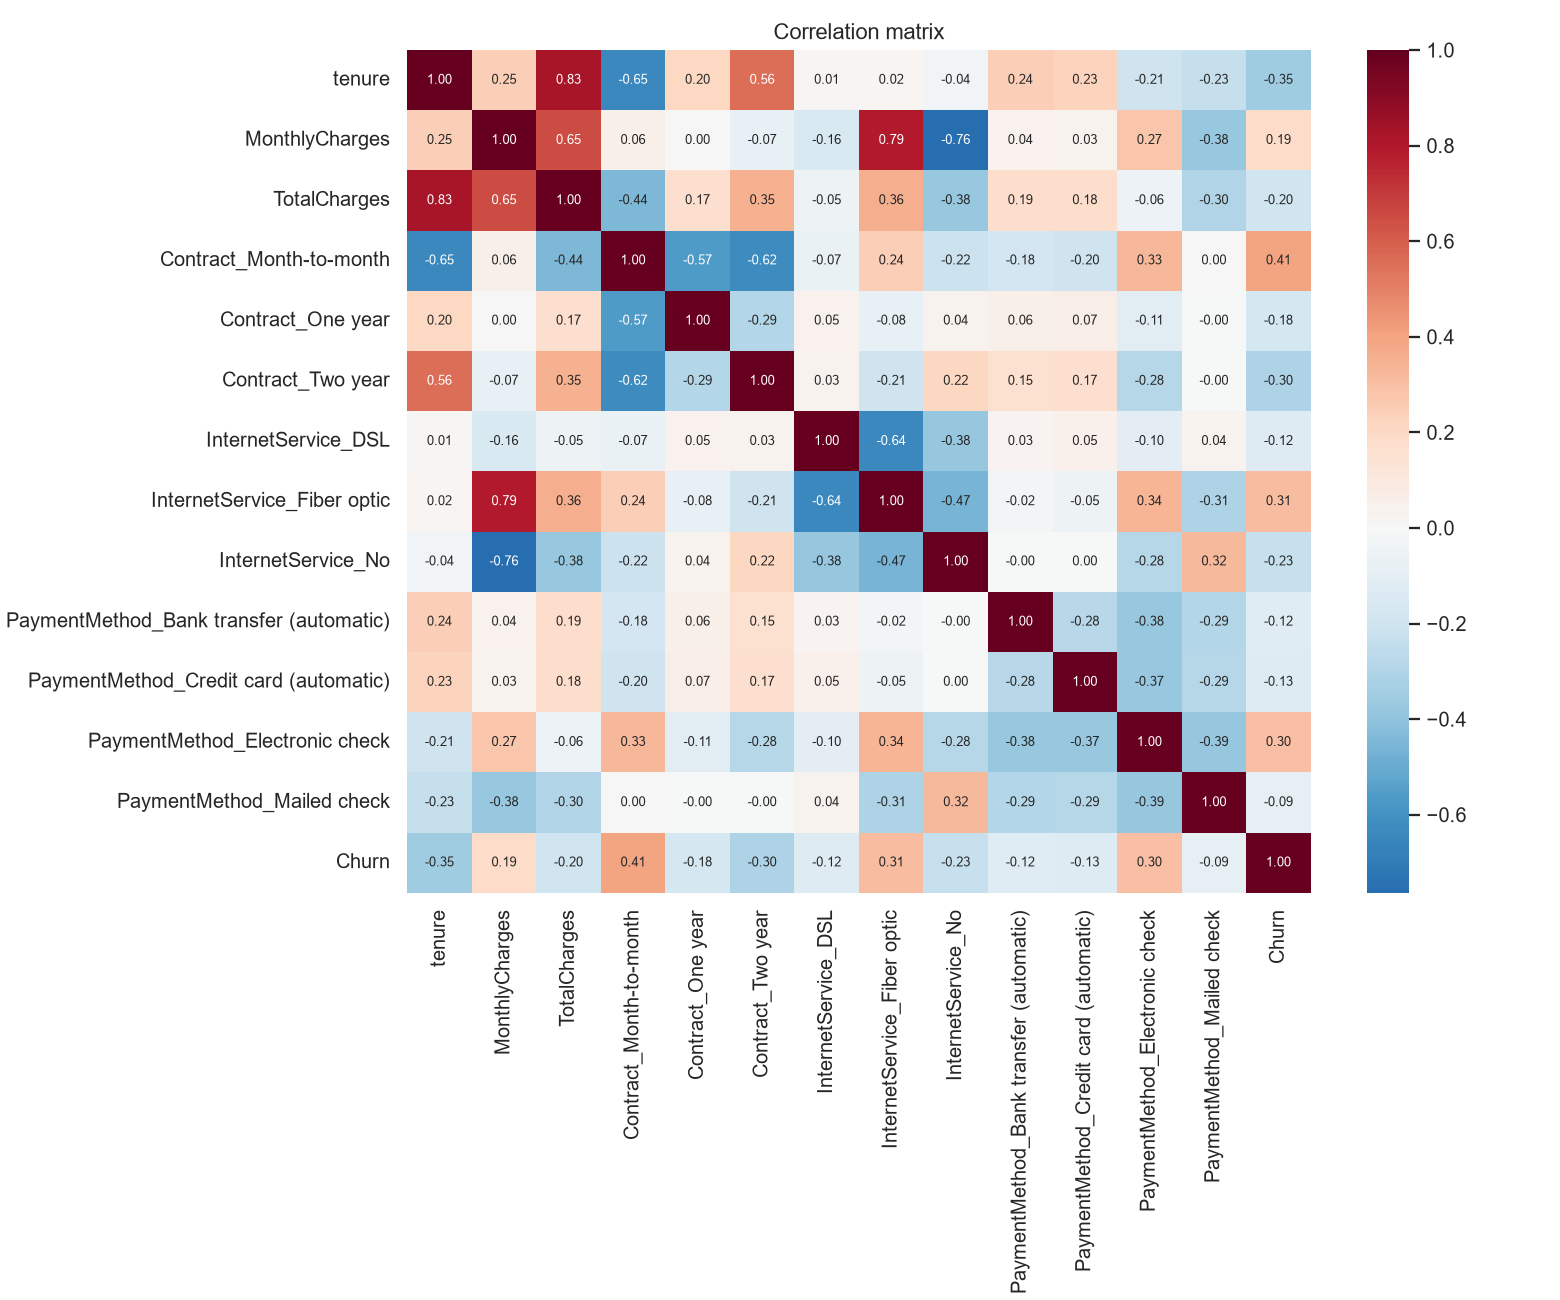 Correlation matrix
tenure 1.00 0.25 0.83 -0.65 0.20 0.56 0.01 0.02 -0.04 0.24 0.23 -0.21 -0.23 -0.35
MonthlyCharges 0.25 1.00 0.65 0.06 0.00 -0.07 -0.16 0.79 -0.76 0.04 0.03 0.27 -0.38 0.19
TotalCharges 0.83 0.65 1.00 -0.44 0.17 0.35 -0.05 0.36 -0.38 0.19 0.18 -0.06 -0.30 -0.20
Contract_Month-to-month -0.65 0.06 -0.44 1.00 -0.57 -0.62 -0.07 0.24 -0.22 -0.18 -0.20 0.33 0.00 0.41
Contract_One year 0.20 0.00 0.17 -0.57 1.00 -0.29 0.05 -0.08 0.04 0.06 0.07 -0.11 -0.00 -0.18
Contract_Two year 0.56 -0.07 0.35 -0.62 -0.29 1.00 0.03 -0.21 0.22 0.15 0.17 -0.28 -0.00 -0.30
InternetService_DSL 0.01 -0.16 -0.05 -0.07 0.05 0.03 1.00 -0.64 -0.38 0.03 0.05 -0.10 0.04 -0.12
InternetService_Fiber optic 0.02 0.79 0.36 0.24 -0.08 -0.21 -0.64 1.00 -0.47 -0.02 -0.05 0.34 -0.31 0.31
InternetService_No -0.04 -0.76 -0.38 -0.22 0.04 0.22 -0.38 -0.47 1.00 -0.00 0.00 -0.28 0.32 -0.23
PaymentMethod_Bank transfer (automatic) 0.24 0.04 0.19 -0.18 0.06 0.15 0.03 -0.02 -0.00 1.00 -0.28 -0.38 -0.29 -0.12
PaymentMethod_Credit card (automatic) 0.23 0.03 0.18 -0.20 0.07 0.17 0.05 -0.05 0.00 -0.28 1.00 -0.37 -0.29 -0.13
PaymentMethod_Electronic check -0.21 0.27 -0.06 0.33 -0.11 -0.28 -0.10 0.34 -0.28 -0.38 -0.37 1.00 -0.39 0.30
PaymentMethod_Mailed check -0.23 -0.38 -0.30 0.00 -0.00 -0.00 0.04 -0.31 0.32 -0.29 -0.29 -0.39 1.00 -0.09
Churn -0.35 0.19 -0.20 0.41 -0.18 -0.30 -0.12 0.31 -0.23 -0.12 -0.13 0.30 -0.09 1.00
tenure
MonthlyCharges
TotalCharges
Contract_Month-to-month
Contract_One year
Contract_Two year
InternetService_DSL
InternetService_Fiber optic
InternetService_No
PaymentMethod_Bank transfer (automatic)
PaymentMethod_Credit card (automatic)
PaymentMethod_Electronic check
PaymentMethod_Mailed check
Churn
1.0
0.8
0.6
0.4
0.2
0.0
−0.2
−0.4
−0.6